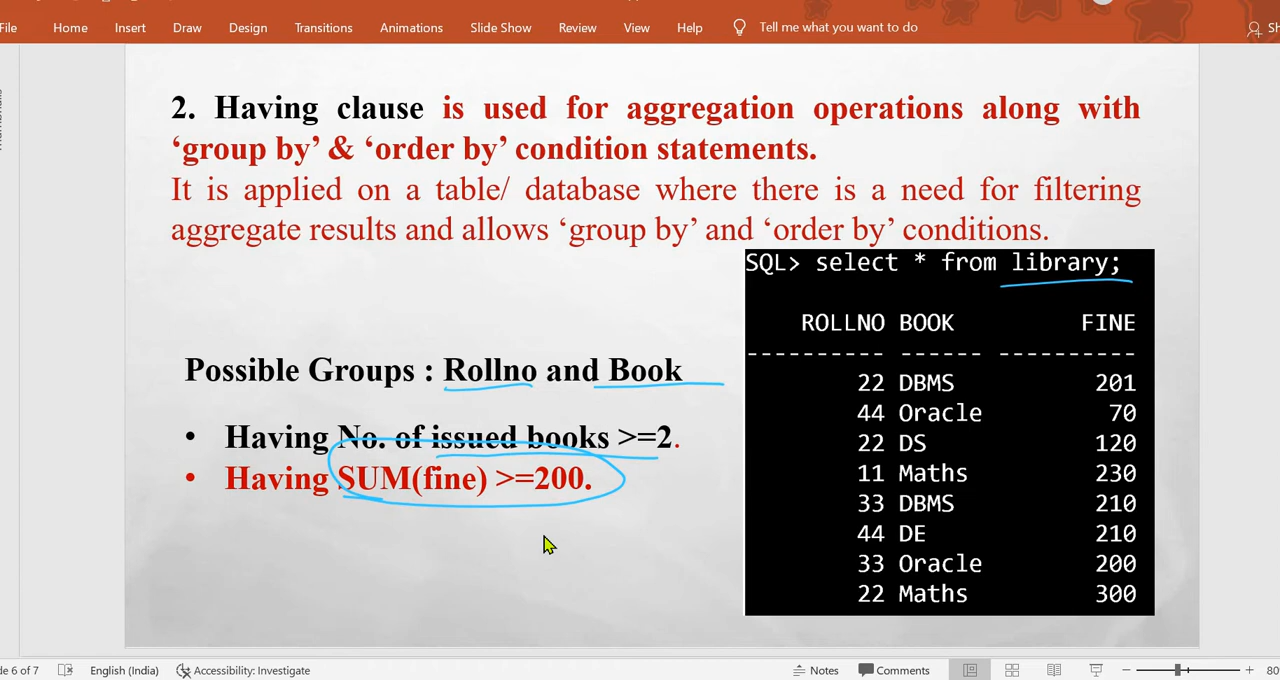 File Home Insert Draw Design Transitions Animations Slide Show Review View Help Tell me what you want to do
2. Having clause is used for aggregation operations along with
‘group by’ & ‘order by’ condition statements.
It is applied on a table/ database where there is a need for filtering
aggregate results and allows ‘group by’ and ‘order by’ conditions.
SQL> select * from library;
ROLLNO BOOK FINE
---------- ------ ----------
22 DBMS 201
44 Oracle 70
22 DS 120
11 Maths 230
33 DBMS 210
44 DE 210
33 Oracle 200
22 Maths 300
Possible Groups : Rollno and Book
• Having No. of issued books >=2.
• Having SUM(fine) >=200.
6 of 7 English (India) Accessibility: Investigate Notes Comments